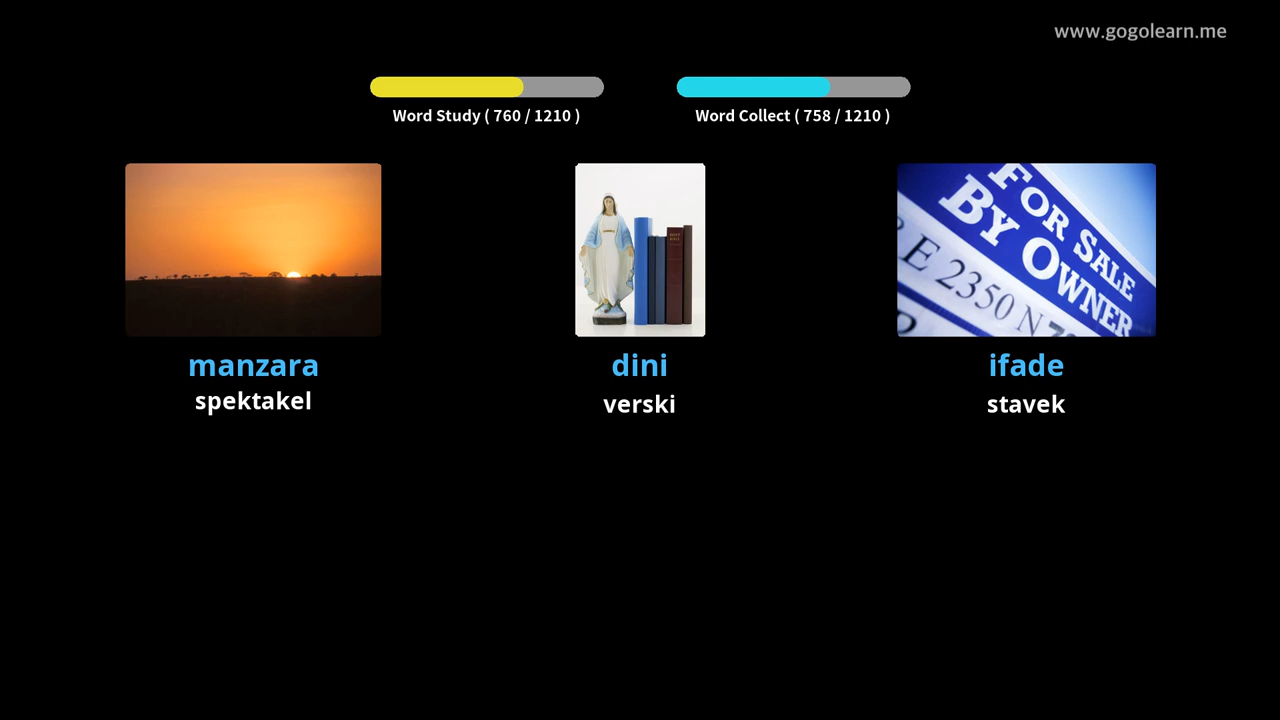 www.gogolearn.me
Word Study ( 760 / 1210 )
Word Collect ( 758 / 1210 )
FOR SALE
BY OWNER
E 2350 N
manzara
dini
ifade
spektakel
verski
stavek